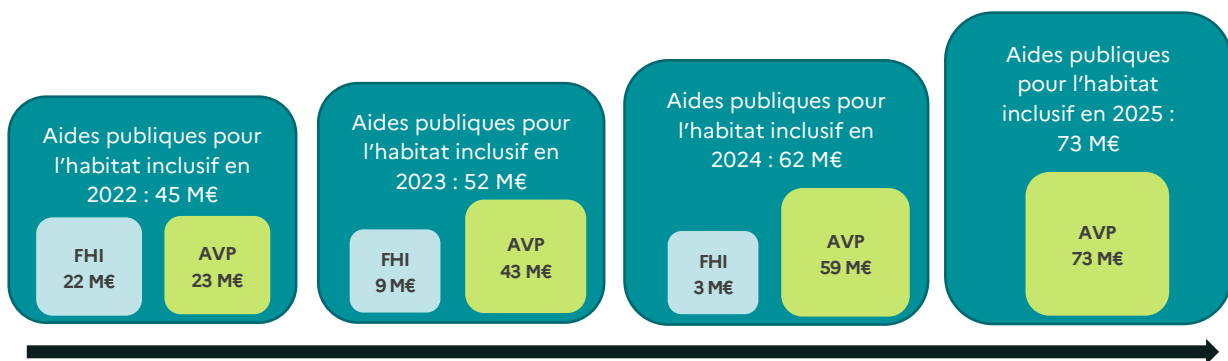 Aides publiques pour
l’habitat inclusif en
2022 : 45 M€
FHI
22 M€
AVP
23 M€
Aides publiques pour
l’habitat inclusif en
2023 : 52 M€
FHI
9 M€
AVP
43 M€
Aides publiques pour
l’habitat inclusif en
2024 : 62 M€
FHI
3 M€
AVP
59 M€
Aides publiques
pour l’habitat
inclusif en 2025 :
73 M€
AVP
73 M€